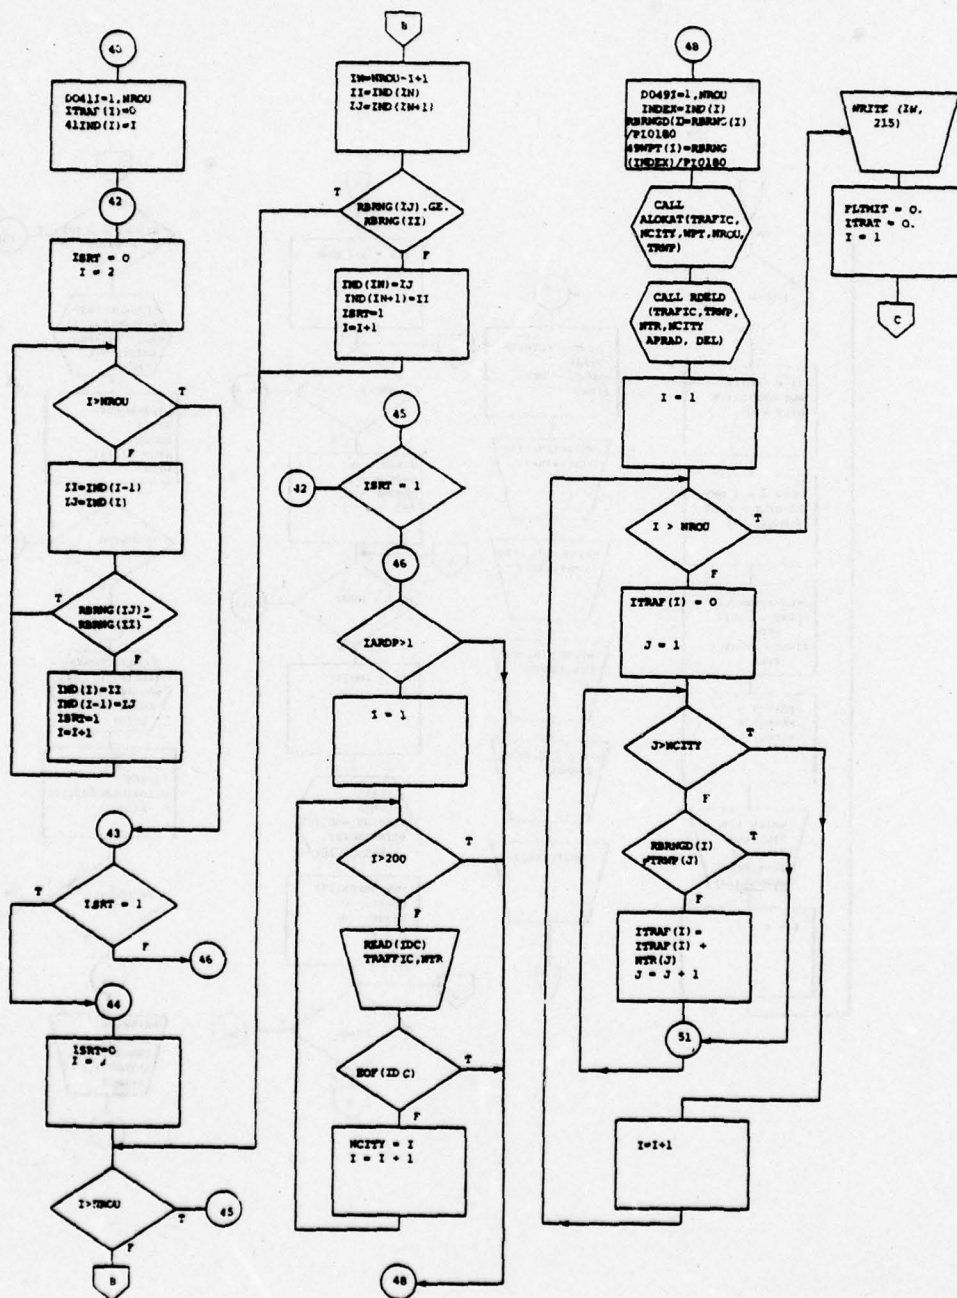 40
DO41I=1,NROU
ITRAF(I)=0
41IND(I)=I
42
ISRT = 0
I = 2
I>NROU
T
F
II=IND(I-1)
IJ=IND(I)
RBRNG(IJ)≥
RBRNG(II)
T
F
IND(I)=II
IND(I-1)=IJ
ISRT=1
I=I+1
43
ISRT = 1
T
F
46
44
ISRT=0
I =
I>NROU
T
45
F
B
B
IN=NROU-I+1
II=IND(IN)
IJ=IND(IN+1)
T
RBRNG(IJ).GE.
RBRNG(II)
F
IND(IN)=IJ
IND(IN+1)=II
ISRT=1
I=I+1
45
42
ISRT = 1
46
IARDP>1
I = 1
I>200
T
F
READ(IDC)
TRAFFIC,NTR
EOF(IDC)
T
F
NCITY = I
I = I + 1
48
48
DO49I=1,NROU
INDEX=IND(I)
RBRNGD(I)=RBRNG(I)
/PI0180
49WPT(I)=RBRNG
(INDEX)/PI0180
CALL
ALOKAT(TRAFIC,
NCITY,WPT,NROU,
TRWP)
CALL RDELD
(TRAFIC,TRWP,
NTR,NCITY
APRAD, DEL)
I = 1
I > NROU
T
F
ITRAF(I) = 0
J = 1
J>NCITY
T
F
RBRNGD(I)
≠TRWP(J)
T
F
ITRAF(I)=
ITRAF(I) +
NTR(J)
J = J + 1
51
I=I+1
WRITE (IW,
215)
FLTMIT = 0.
ITRAT = 0.
I = 1
C